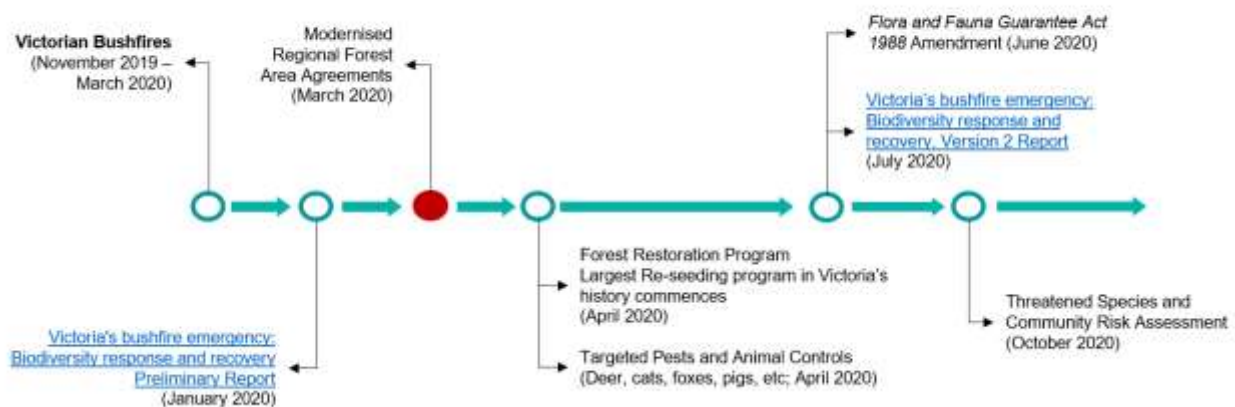 Victorian Bushfires
(November 2019 –
March 2020)
Modernised
Regional Forest
Area Agreements
(March 2020)
Flora and Fauna Guarantee Act
1988 Amendment (June 2020)
Victoria's bushfire emergency:
Biodiversity response and
recovery, Version 2 Report
(July 2020)
Victoria's bushfire emergency:
Biodiversity response and recovery
Preliminary Report
(January 2020)
Forest Restoration Program
Largest Re-seeding program in Victoria's
history commences
(April 2020)
Targeted Pests and Animal Controls
(Deer, cats, foxes, pigs, etc; April 2020)
Threatened Species and
Community Risk Assessment
(October 2020)